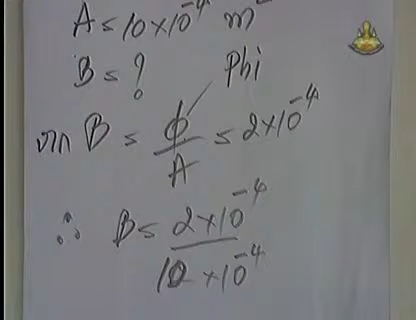 A = 10×10⁻⁴ m²
B = ?  Phi
จาก B = Φ/A = 2×10⁻⁴
∴ B = 2×10⁻⁴
10 ×10⁻⁴